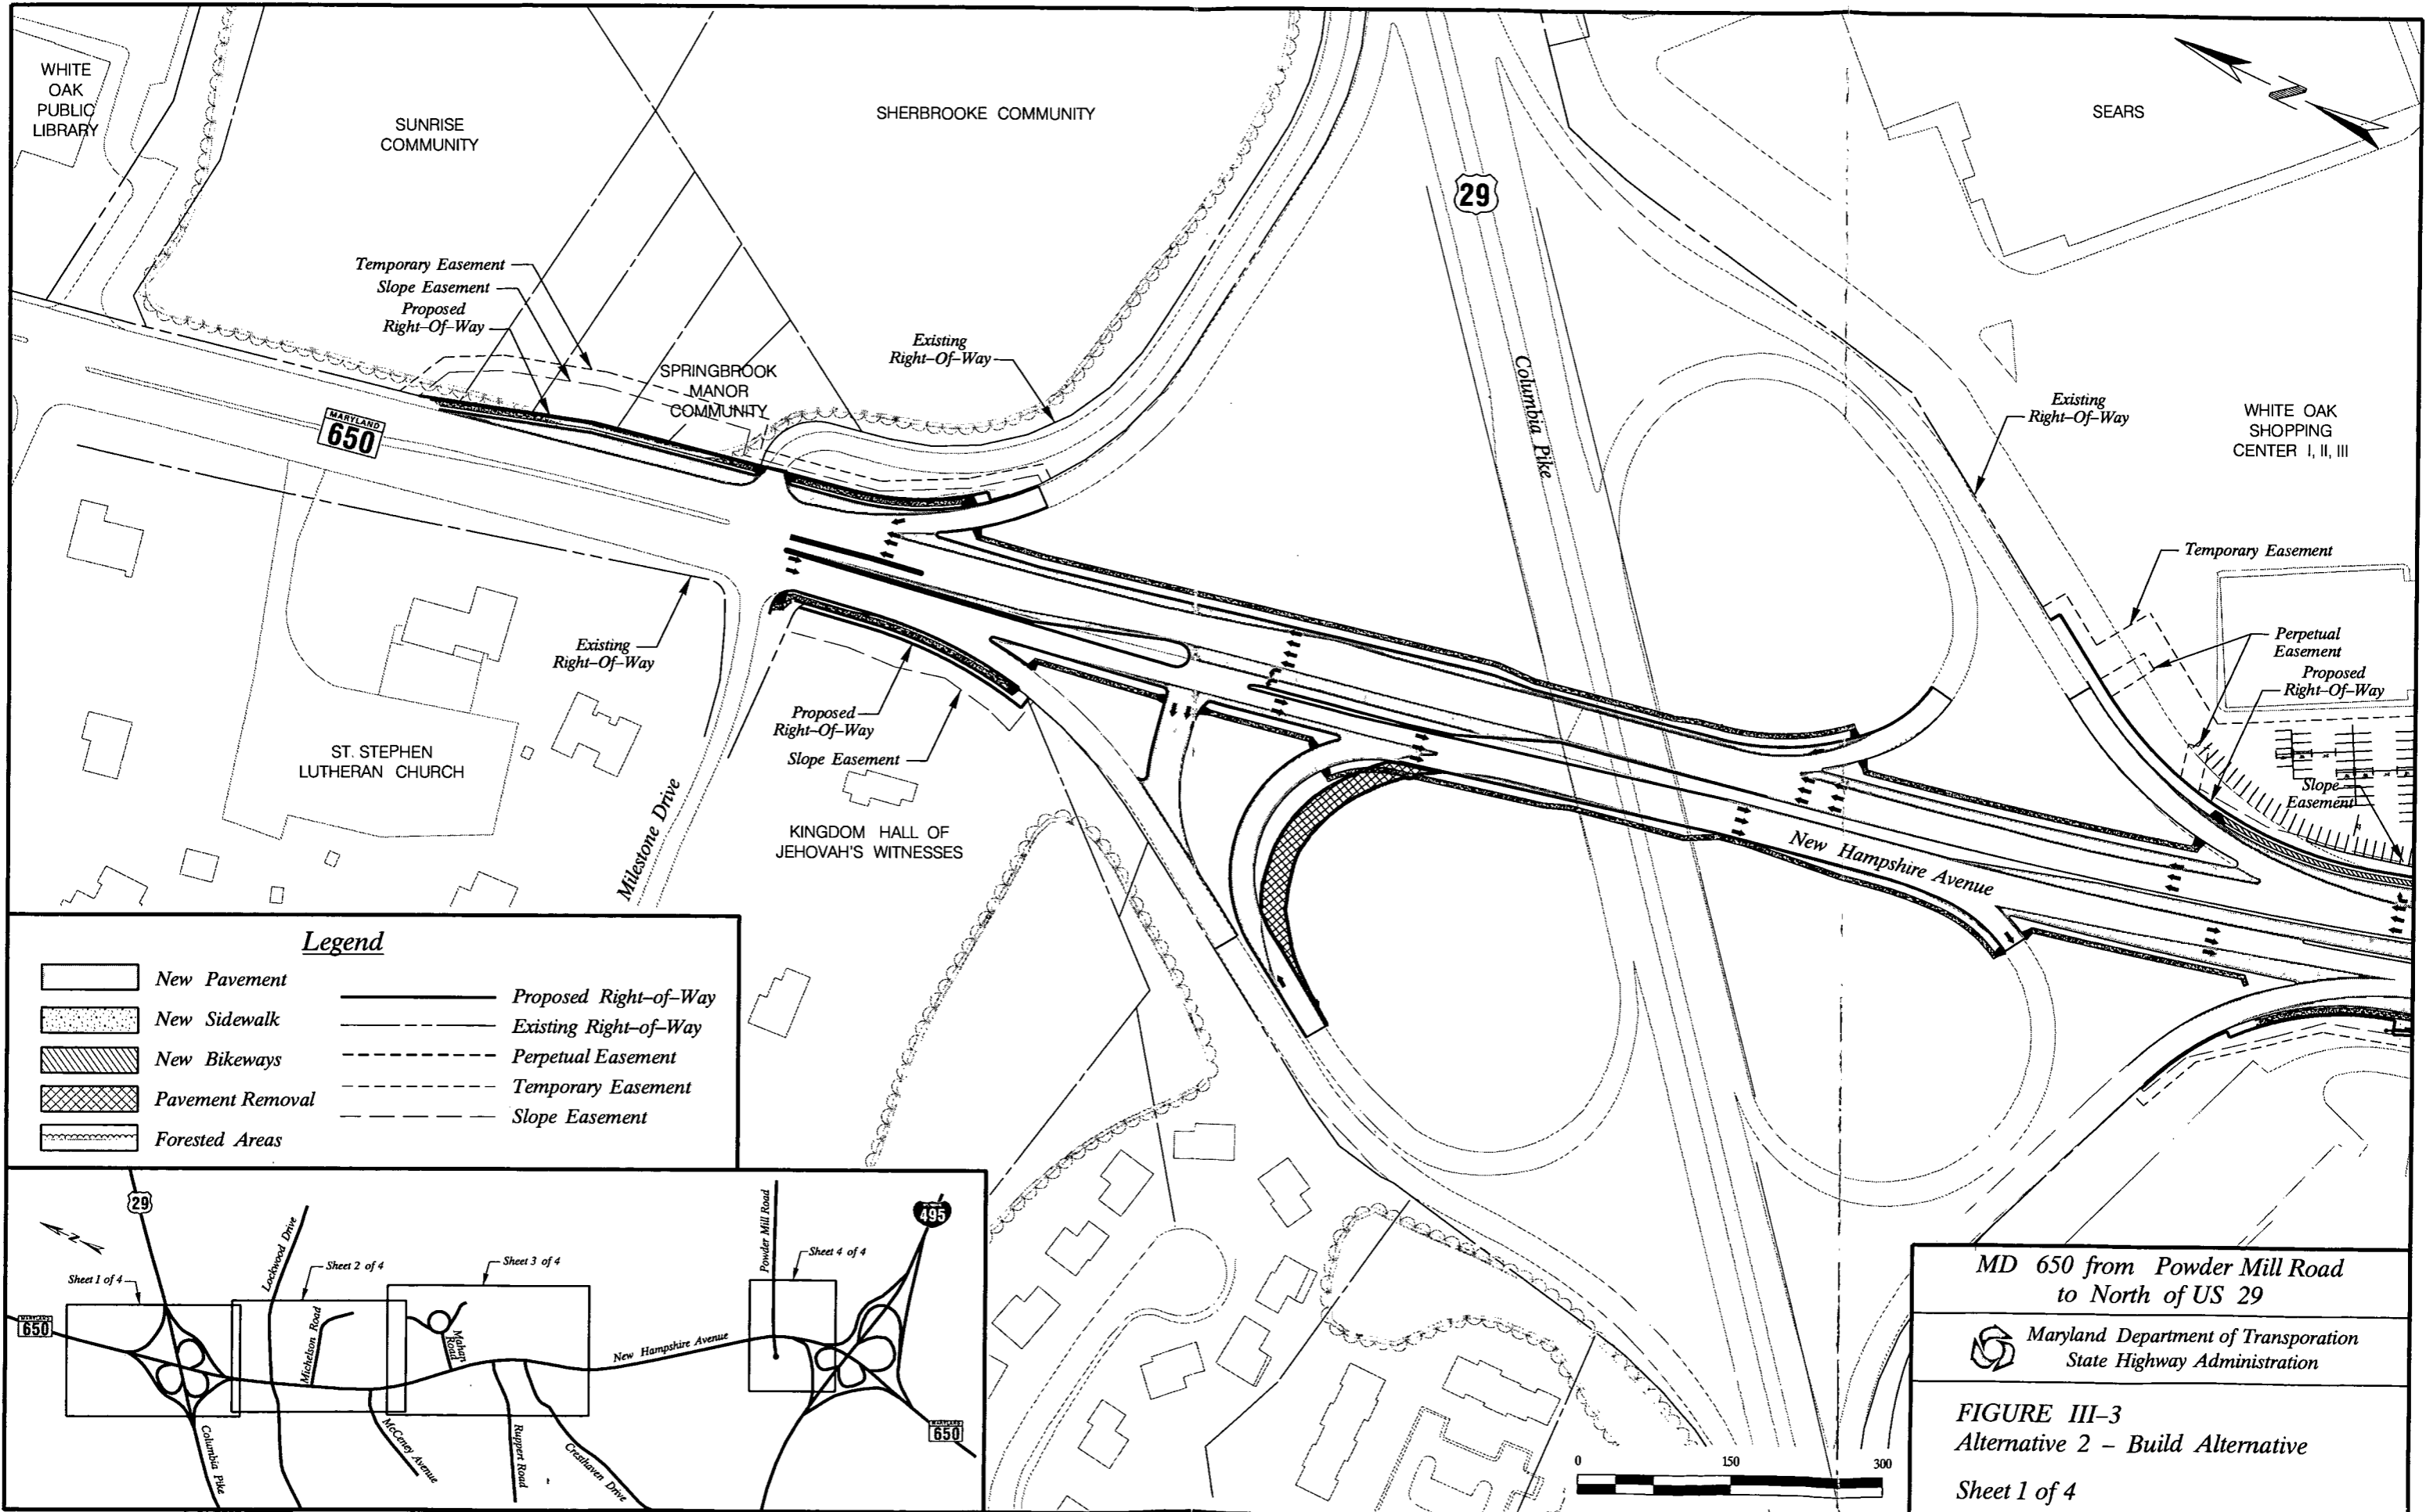 WHITE
OAK
PUBLIC
LIBRARY
SUNRISE
COMMUNITY
SHERBROOKE COMMUNITY
29
SEARS
Temporary Easement
Slope Easement
Proposed
Right-Of-Way
SPRINGBROOK
MANOR
COMMUNITY
Existing
Right-Of-Way
MARYLAND
650
Columbia Pike
Existing
Right-Of-Way
WHITE OAK
SHOPPING
CENTER I, II, III
Temporary Easement
Perpetual
Easement
Proposed
Right-Of-Way
Slope
Easement
Existing
Right-Of-Way
Proposed
Right-Of-Way
Slope Easement
ST. STEPHEN
LUTHERAN CHURCH
Milestone Drive
KINGDOM HALL OF
JEHOVAH'S WITNESSES
New Hampshire Avenue
Legend
New Pavement
New Sidewalk
New Bikeways
Pavement Removal
Forested Areas
Proposed Right-of-Way
Existing Right-of-Way
Perpetual Easement
Temporary Easement
Slope Easement
29
N
Sheet 1 of 4
MARYLAND
650
Lockwood Drive
Sheet 2 of 4
Michelson Road
Sheet 3 of 4
Mahan
Road
Powder Mill Road
Sheet 4 of 4
495
New Hampshire Avenue
Columbia Pike
McCeney Avenue
Ruppert Road
Cresthaven Drive
MARYLAND
650
0 150 300
MD 650 from Powder Mill Road
to North of US 29
Maryland Department of Transporation
State Highway Administration
FIGURE III-3
Alternative 2 - Build Alternative
Sheet 1 of 4